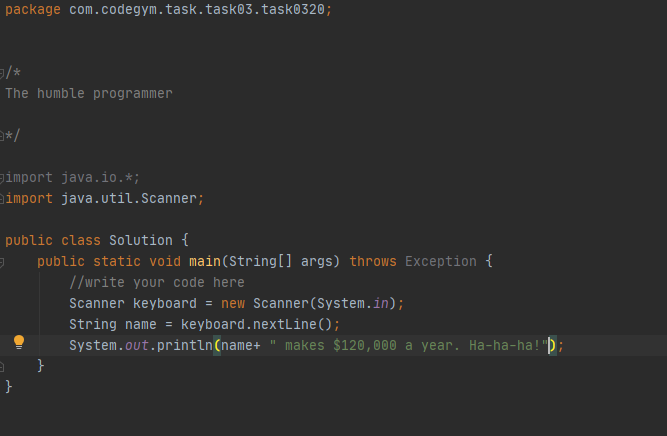 package com.codegym.task.task03.task0320;
/*
The humble programmer
*/
import java.io.*;
import java.util.Scanner;
public class Solution {
public static void main(String[] args) throws Exception {
//write your code here
Scanner keyboard = new Scanner(System.in);
String name = keyboard.nextLine();
System.out.println(name+ " makes $120,000 a year. Ha-ha-ha!");
}
}